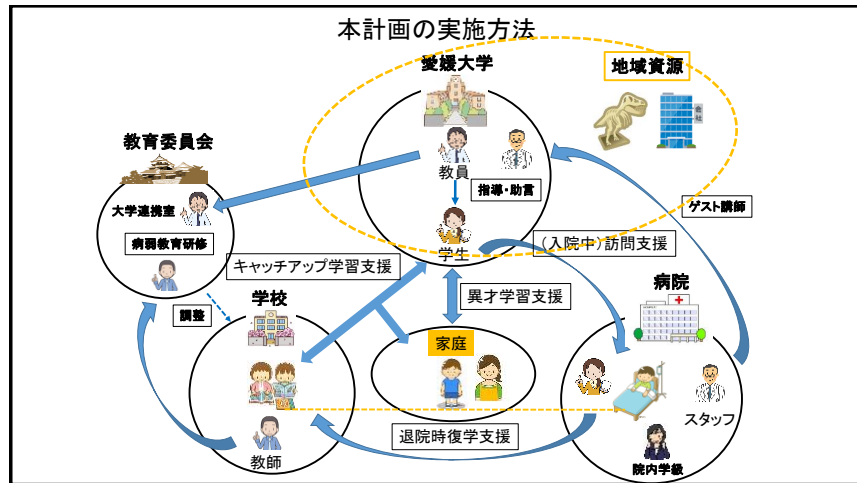 本計画の実施方法
愛媛大学
地域資源
会社
教育委員会
教員
指導・助言
大学連携室
ゲスト講師
病弱教育研修
学生
(入院中)訪問支援
キャッチアップ学習支援
病院
学校
異才学習支援
調整
家庭
スタッフ
退院時復学支援
教師
院内学級